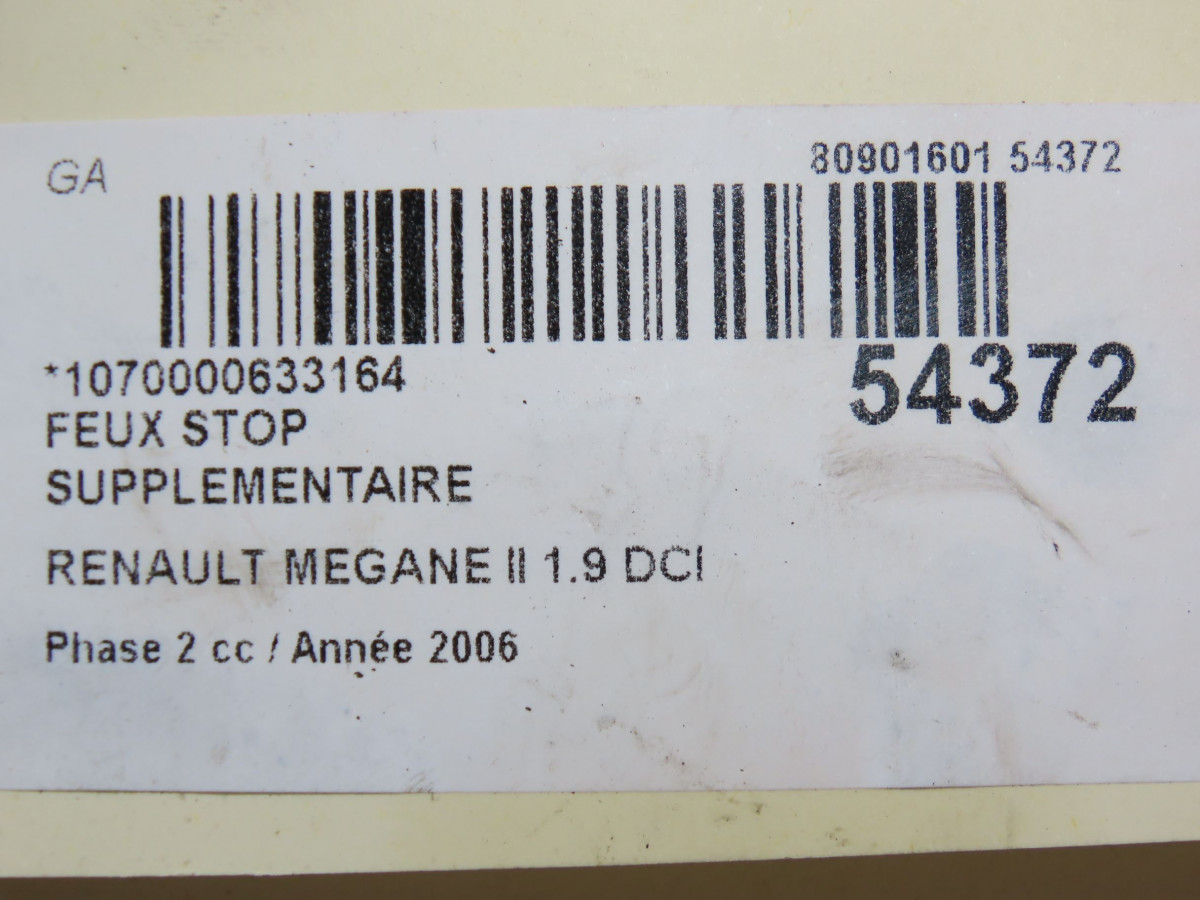 GA
80901601 54372
*1070000633164
54372
FEUX STOP
SUPPLEMENTAIRE
RENAULT MEGANE II 1.9 DCI
Phase 2 cc / Année 2006